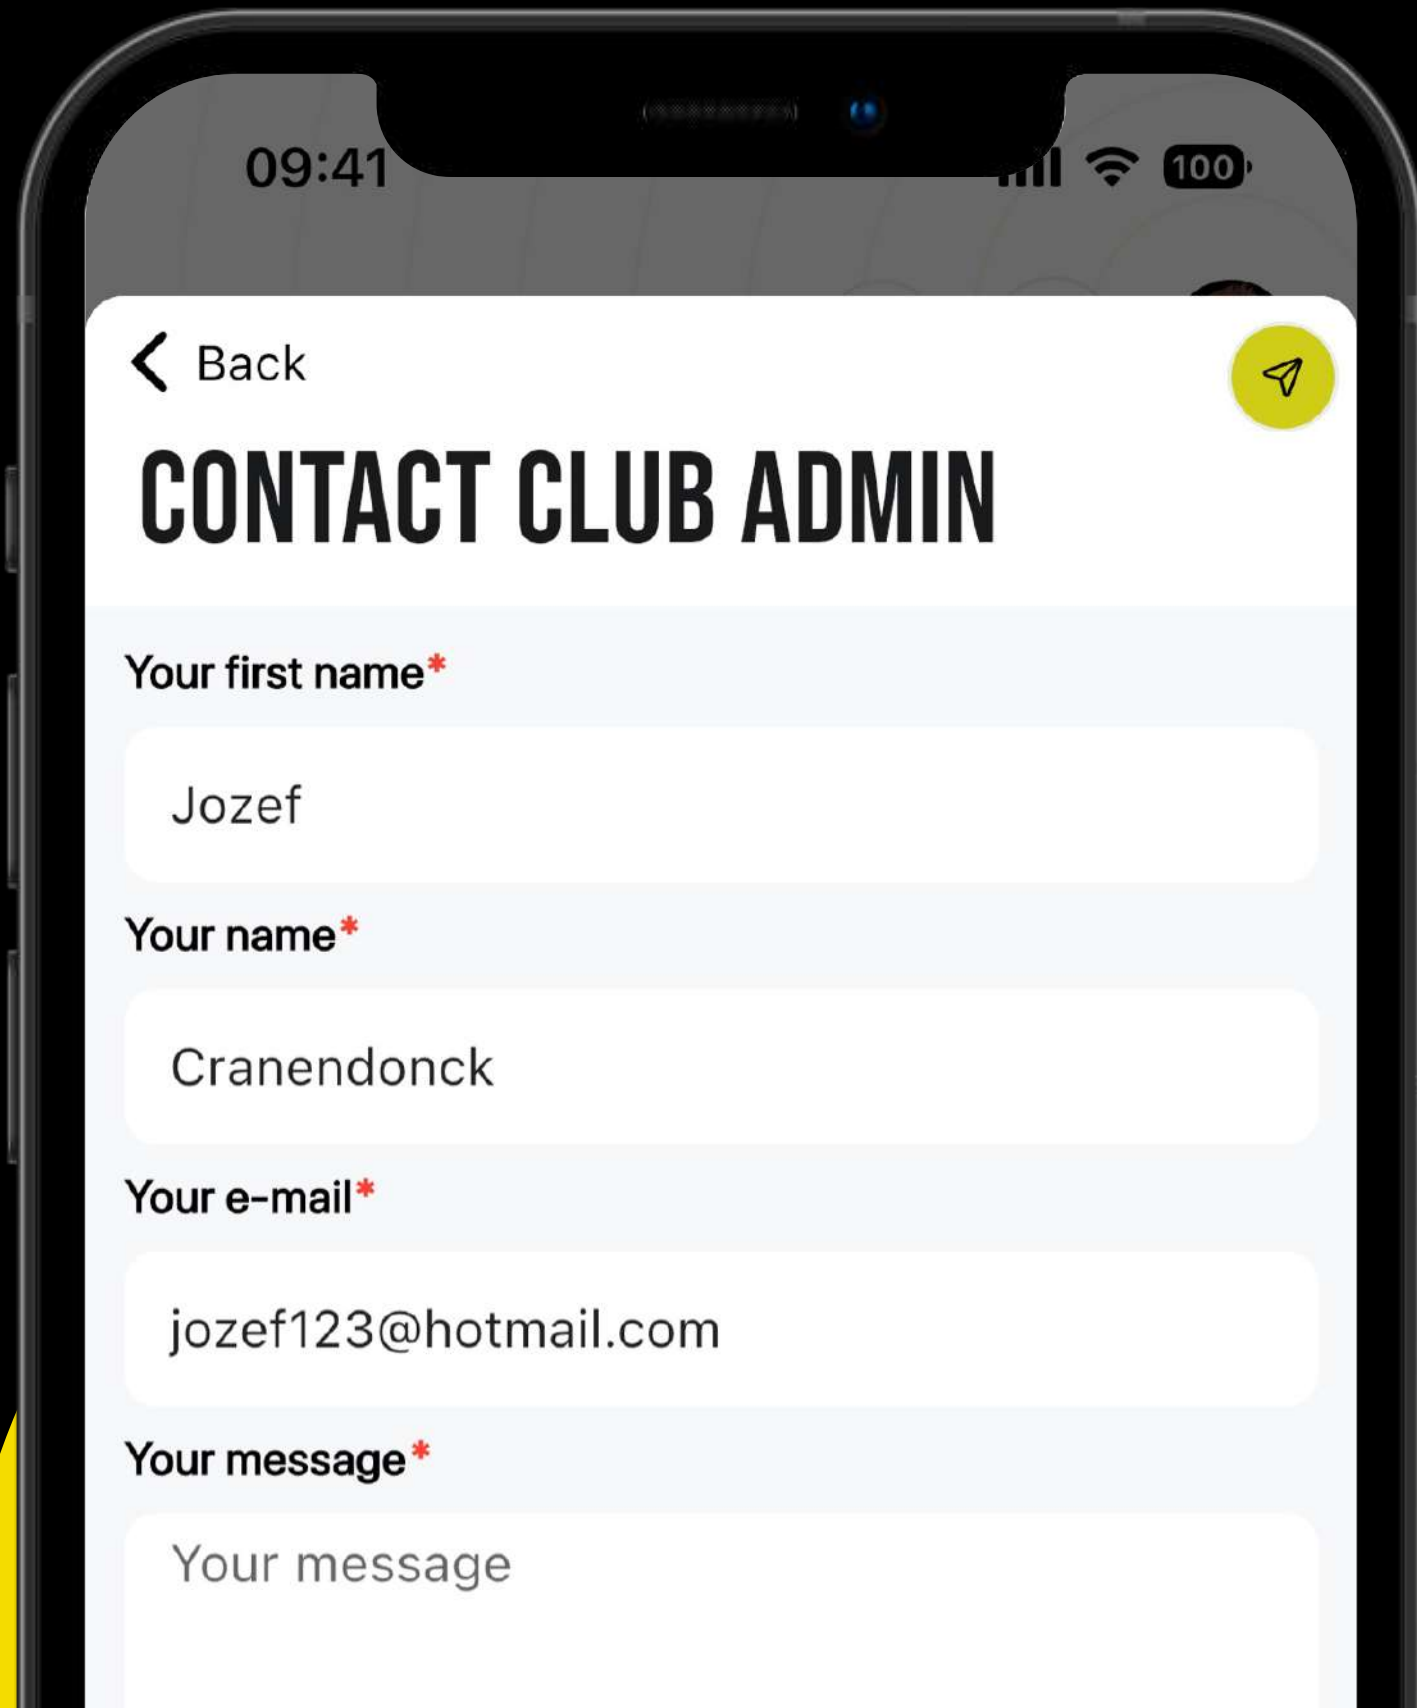 09:41
100
Back
CONTACT CLUB ADMIN
Your first name*
Jozef
Your name*
Cranendonck
Your e-mail*
jozef123@hotmail.com
Your message*
Your message